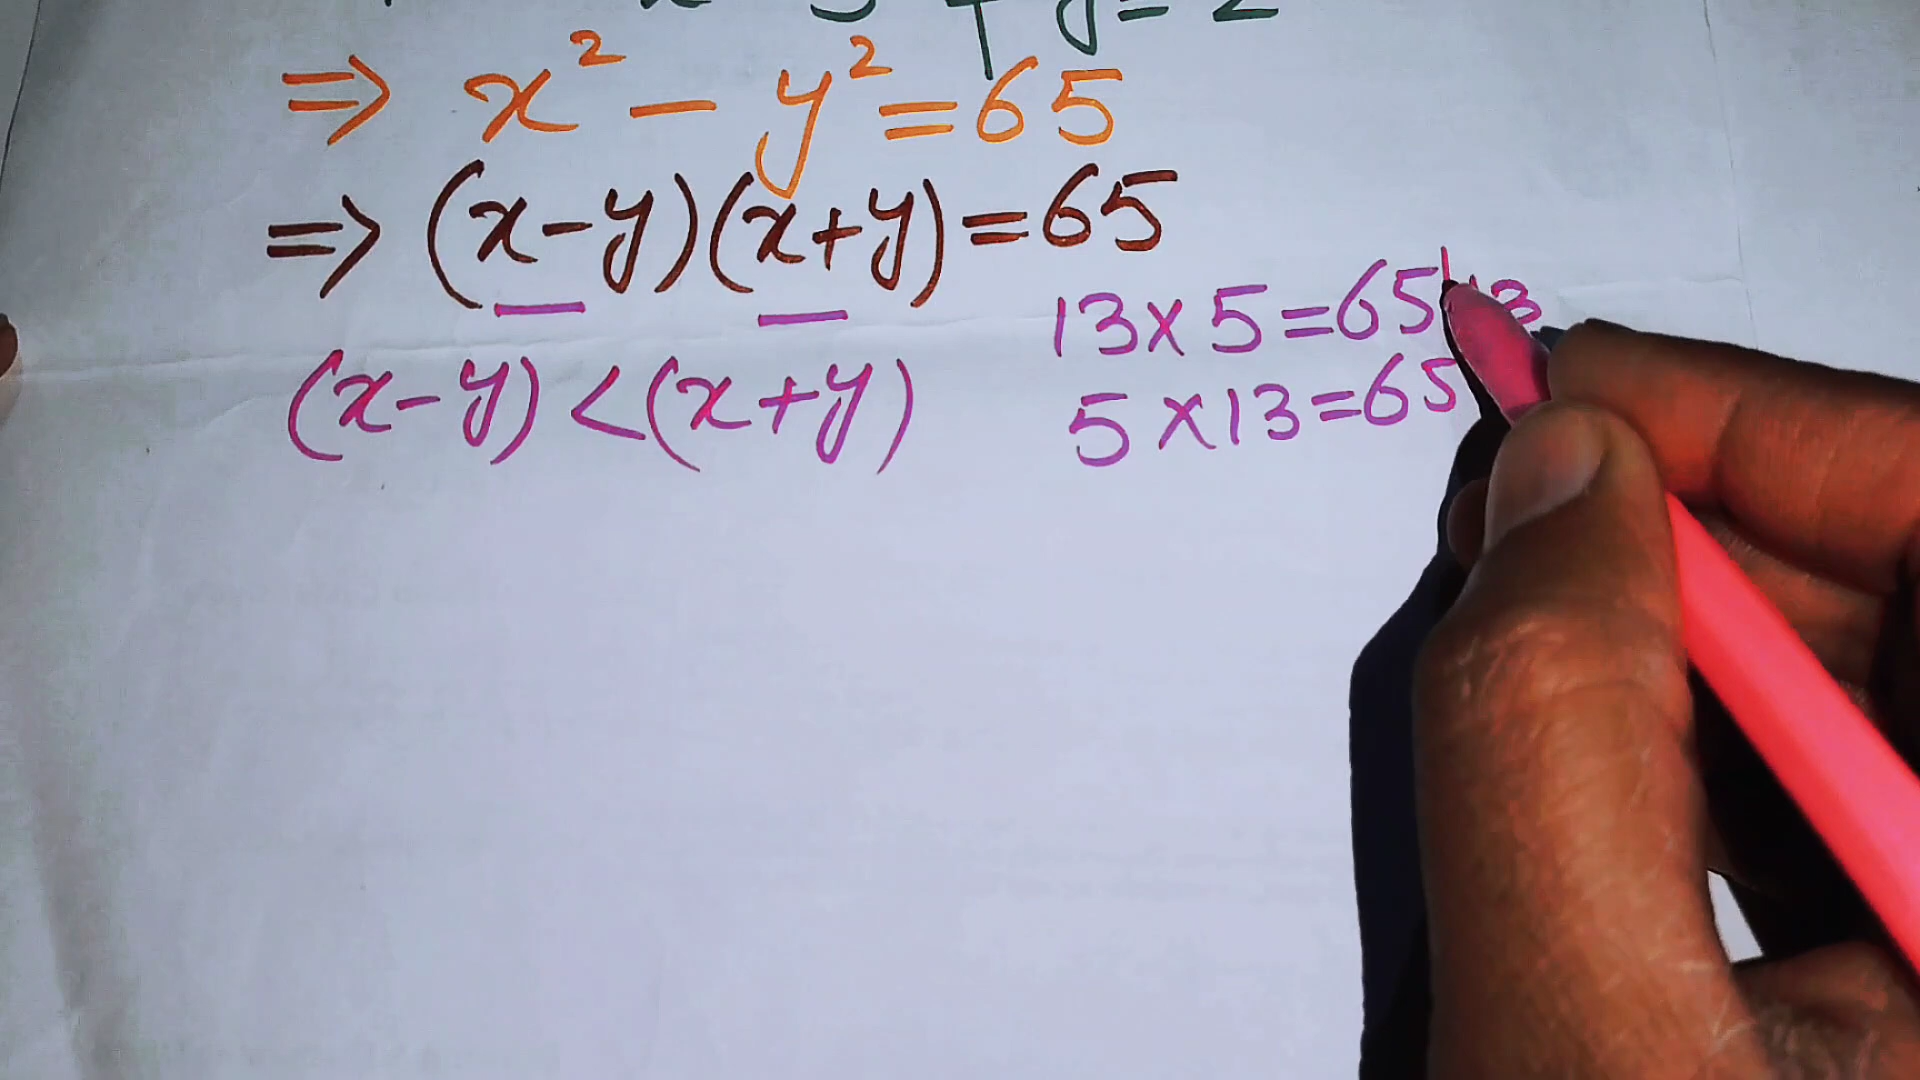 ⇒ x² − y² = 65
⇒ (x-y)(x+y) = 65
(x-y) < (x+y)
13 × 5 = 65
5 × 13 = 65